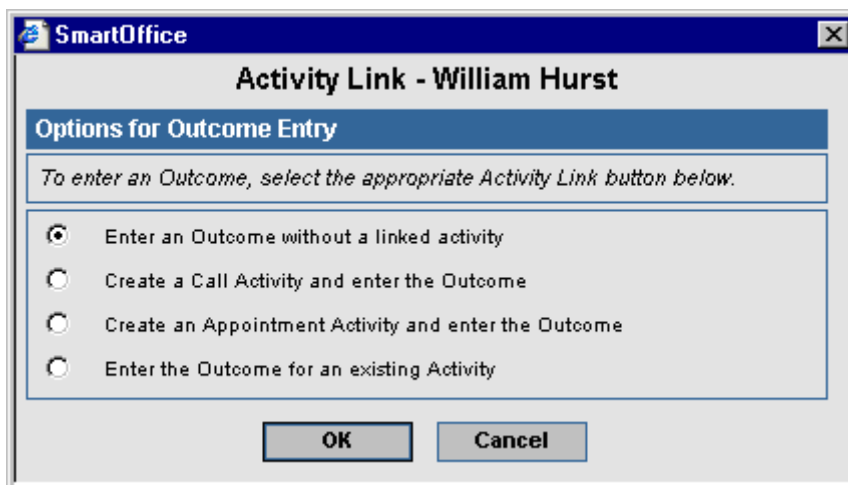 SmartOffice
Activity Link - William Hurst
Options for Outcome Entry
To enter an Outcome, select the appropriate Activity Link button below.
Enter an Outcome without a linked activity
Create a Call Activity and enter the Outcome
Create an Appointment Activity and enter the Outcome
Enter the Outcome for an existing Activity
OK Cancel